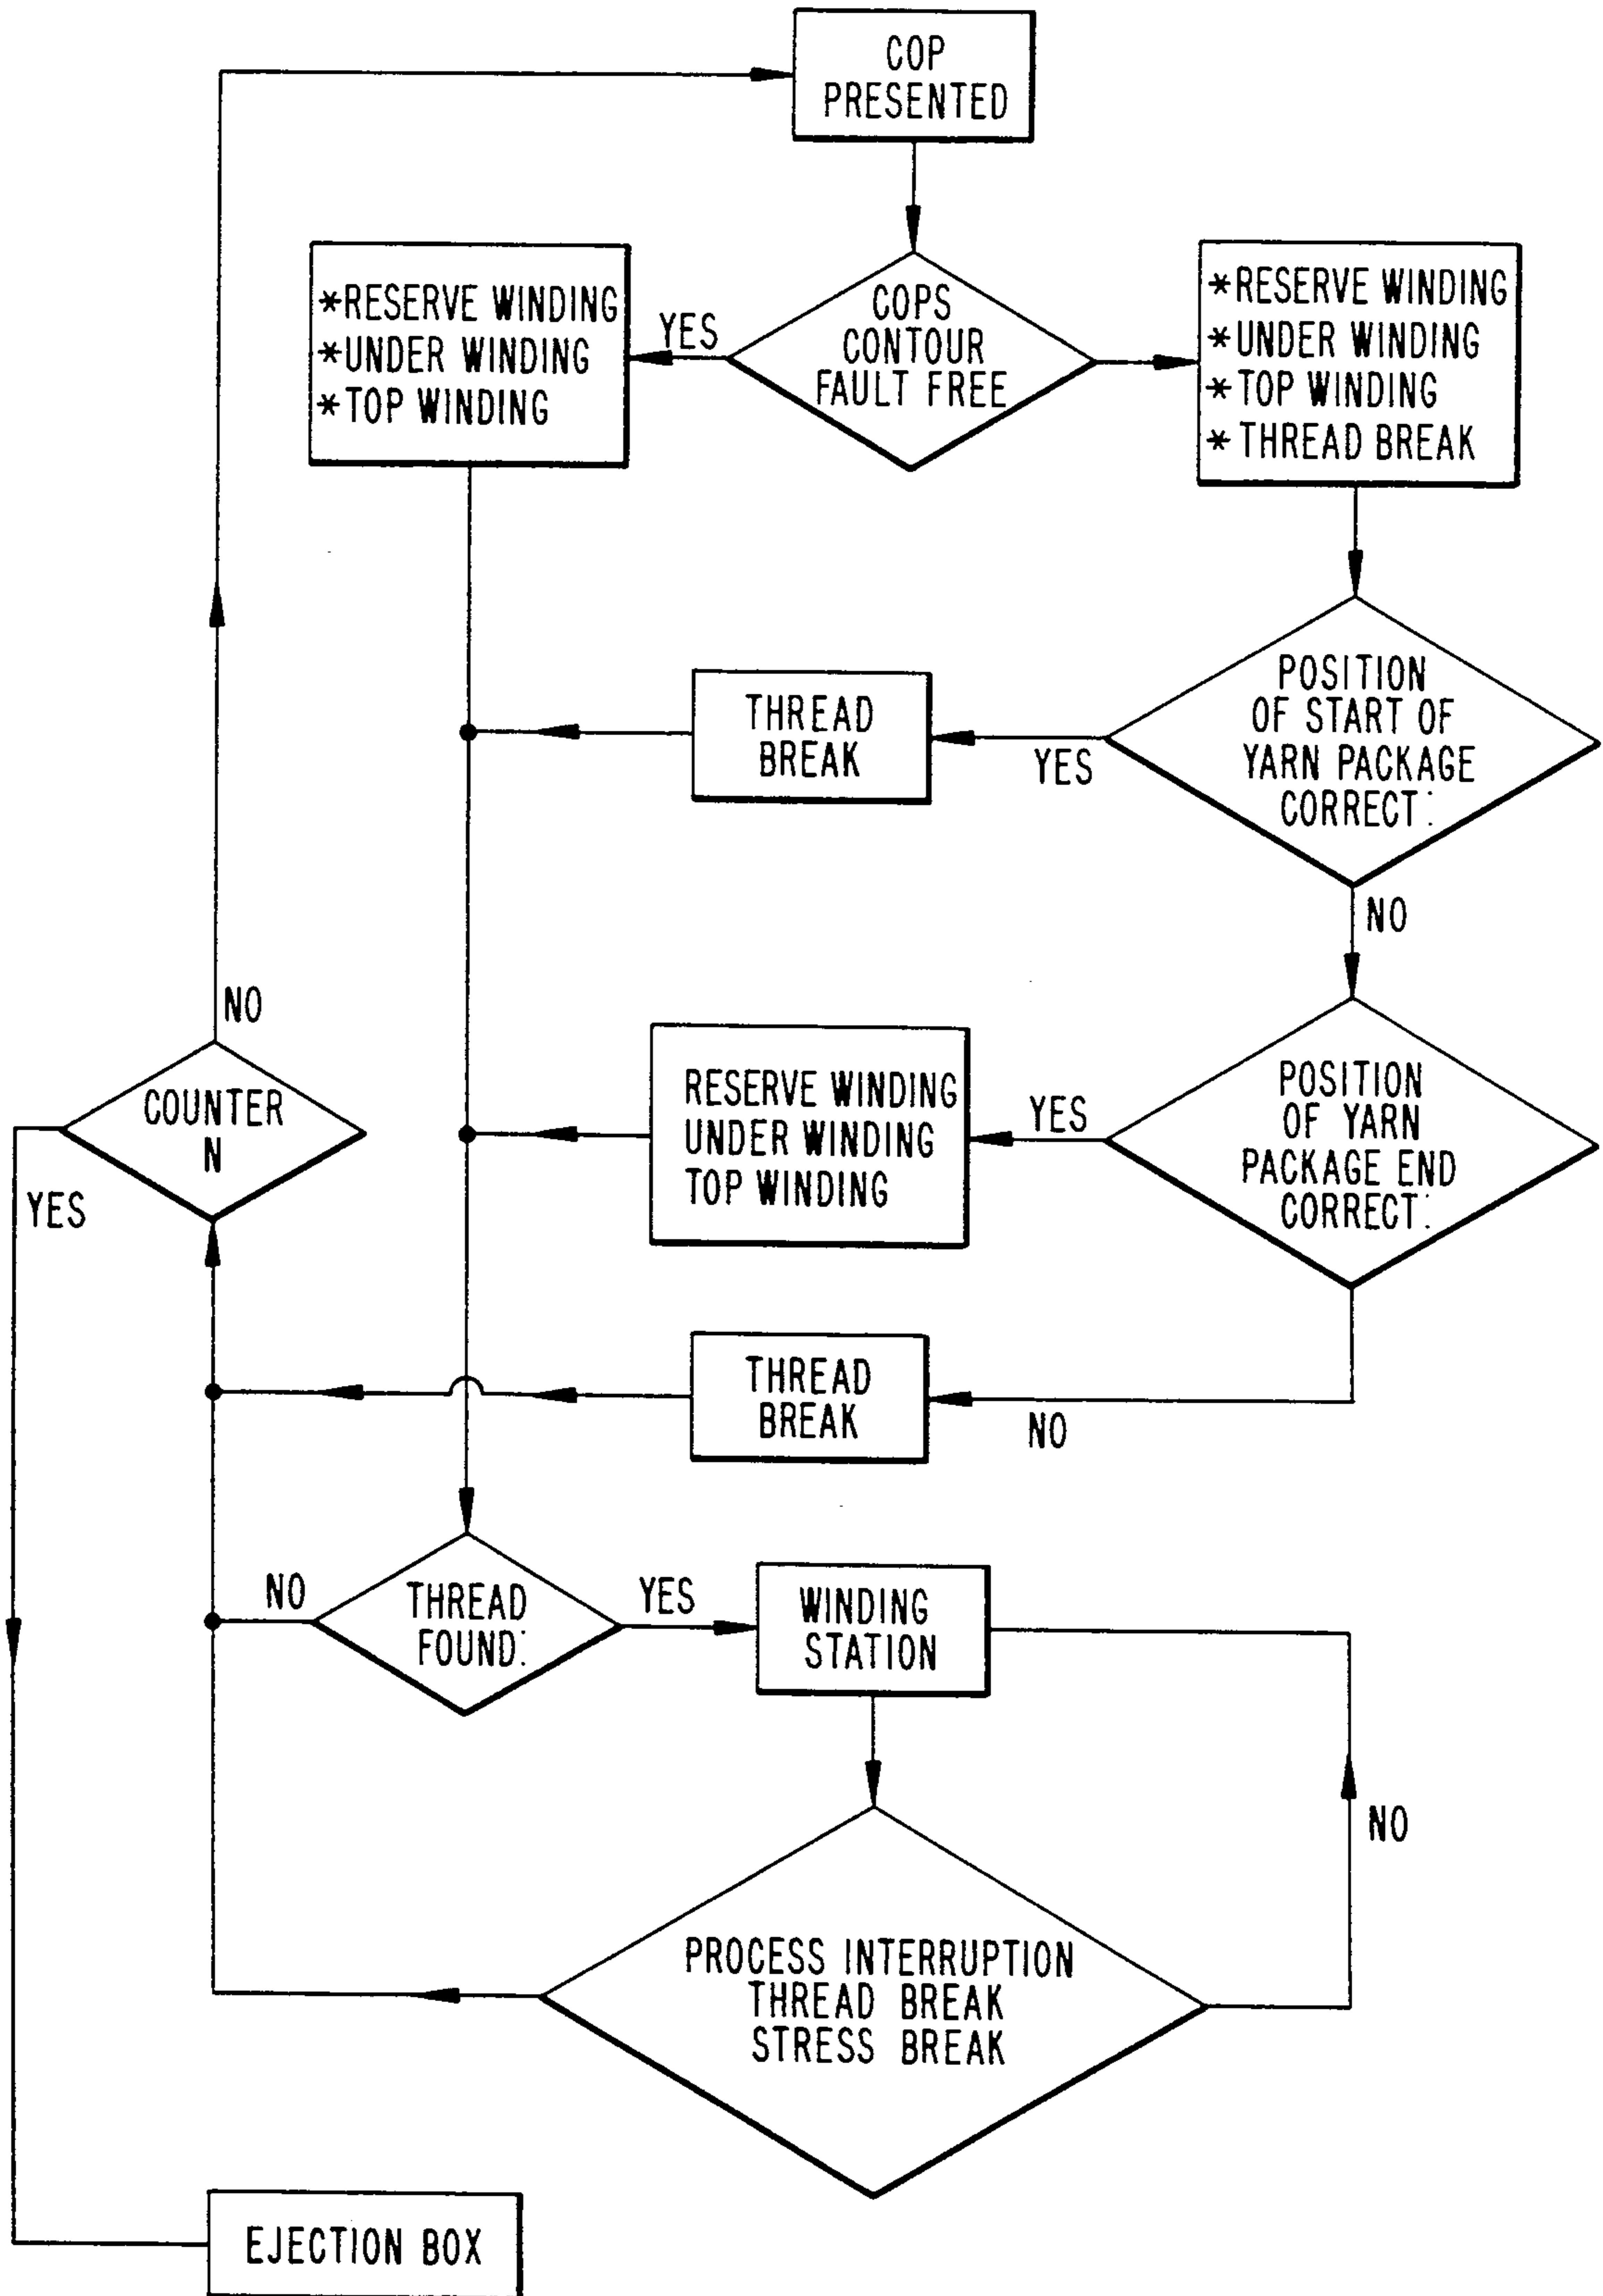 COP
PRESENTED
*RESERVE WINDING
*UNDER WINDING
*TOP WINDING
YES
COPS
CONTOUR
FAULT FREE
*RESERVE WINDING
*UNDER WINDING
*TOP WINDING
*THREAD BREAK
THREAD
BREAK
YES
POSITION
OF START OF
YARN PACKAGE
CORRECT:
NO
NO
COUNTER
N
YES
RESERVE WINDING
UNDER WINDING
TOP WINDING
YES
POSITION
OF YARN
PACKAGE END
CORRECT:
THREAD
BREAK
NO
NO
THREAD
FOUND:
YES
WINDING
STATION
NO
PROCESS INTERRUPTION
THREAD BREAK
STRESS BREAK
EJECTION BOX